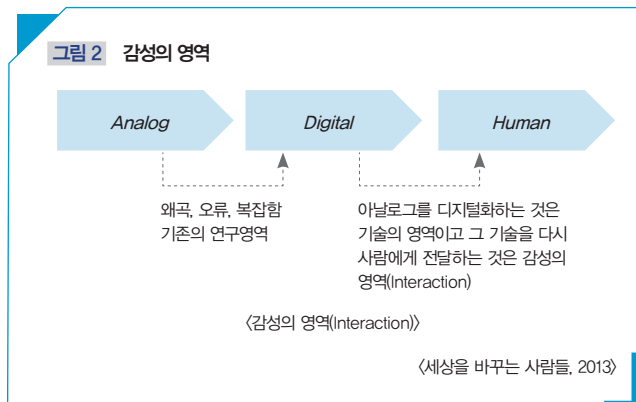 그림 2 감성의 영역
Analog
Digital
Human
왜곡, 오류, 복잡함
기존의 연구영역
아날로그를 디지털화하는 것은
기술의 영역이고 그 기술을 다시
사람에게 전달하는 것은 감성의
영역(Interaction)
〈감성의 영역(Interaction)〉
〈세상을 바꾸는 사람들, 2013〉